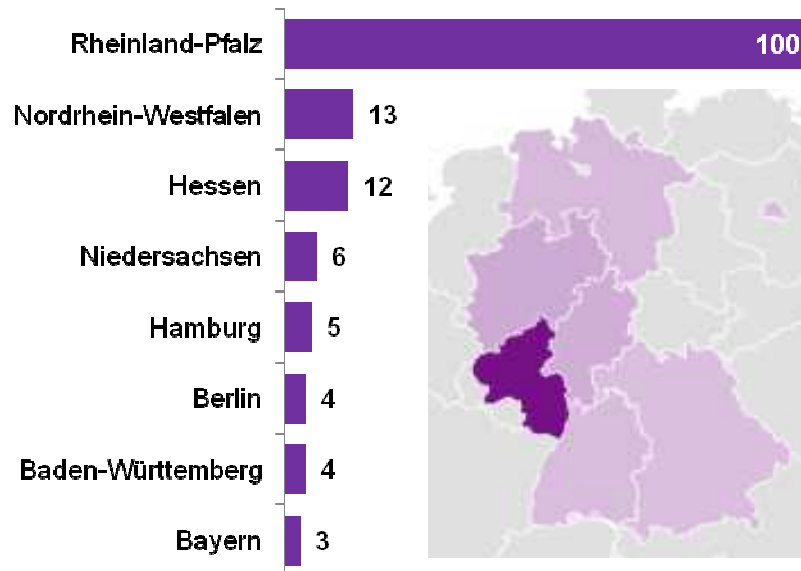 Rheinland-Pfalz 100
Nordrhein-Westfalen 13
Hessen 12
Niedersachsen 6
Hamburg 5
Berlin 4
Baden-Württemberg 4
Bayern 3